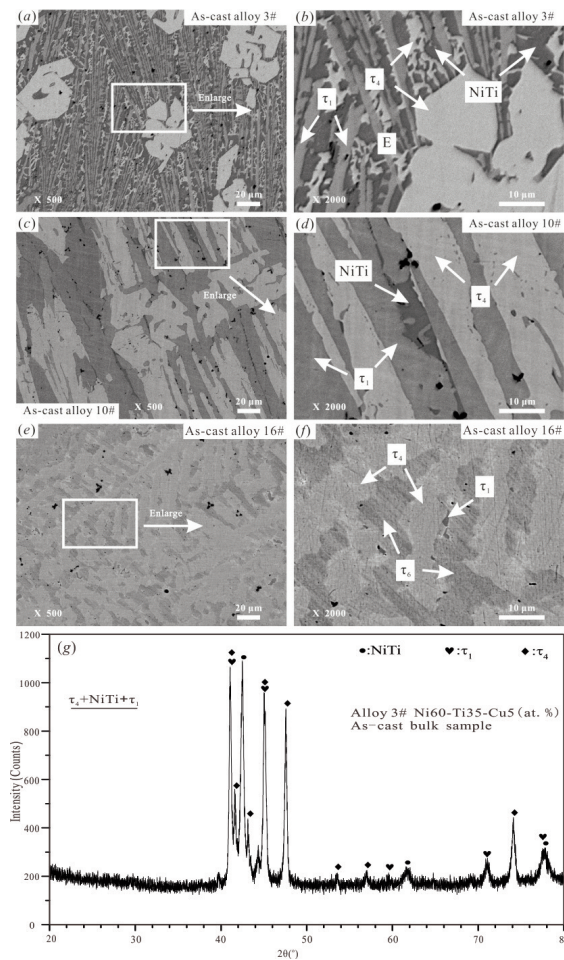 (a)
As-cast alloy 3#
Enlarge
X 500
20 μm
(b)
As-cast alloy 3#
τ4
NiTi
τ1
E
X 2000
10 μm
(c)
Enlarge
As-cast alloy 10#
X 500
20 μm
(d)
As-cast alloy 10#
NiTi
τ4
τ1
X 2000
10 μm
(e)
As-cast alloy 16#
Enlarge
X 500
20 μm
(f)
As-cast alloy 16#
τ4
τ1
τ6
X 2000
10 μm
(g)
●:NiTi ♥:τ1 ◆:τ4
τ4+NiTi+τ1
Alloy 3# Ni60-Ti35-Cu5 (at. %)
As-cast bulk sample
Intensity (Counts)
1200
1000
800
600
400
200
0
20 30 40 50 60 70 80
2θ(°)